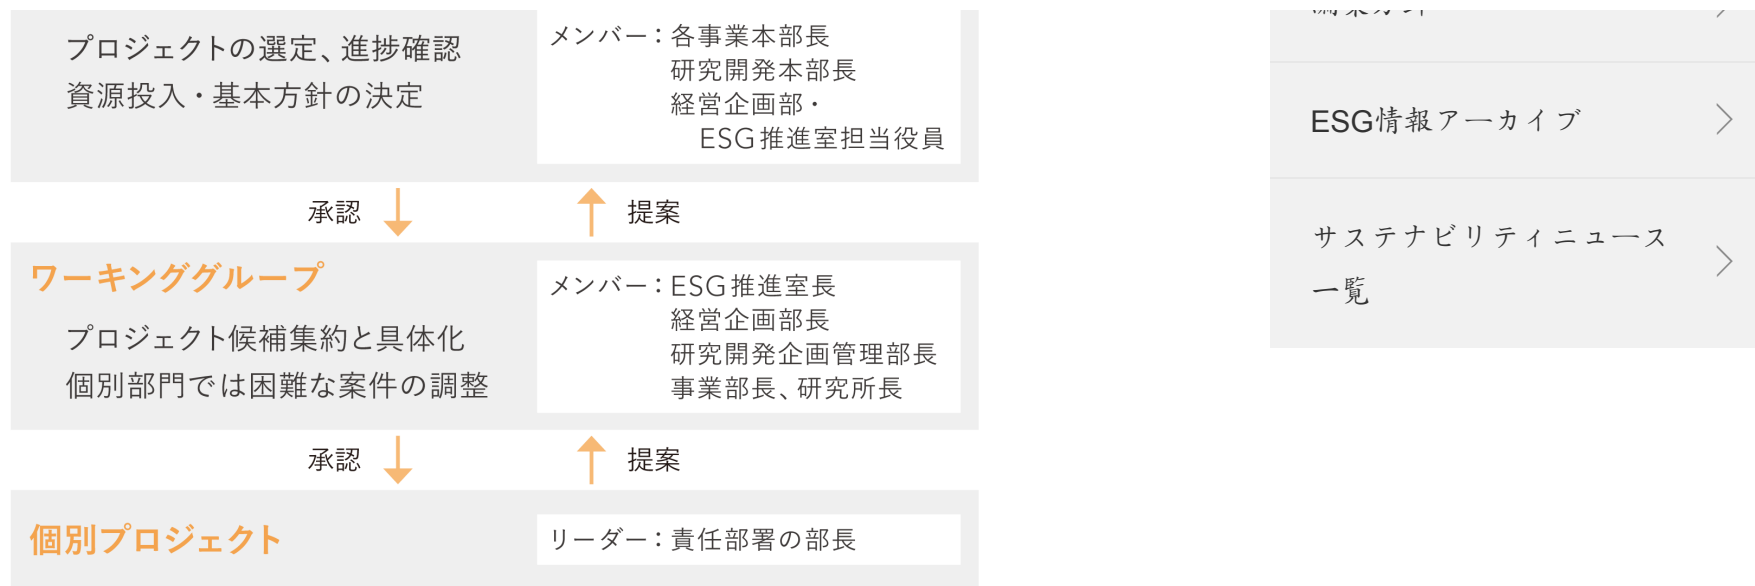 プロジェクトの選定、進捗確認
資源投入・基本方針の決定
メンバー：各事業本部長
研究開発本部長
経営企画部・
ESG推進室担当役員
承認
提案
ワーキンググループ
プロジェクト候補集約と具体化
個別部門では困難な案件の調整
メンバー：ESG推進室長
経営企画部長
研究開発企画管理部長
事業部長、研究所長
承認
提案
個別プロジェクト
リーダー：責任部署の部長
ESG情報アーカイブ
サステナビリティニュース
一覧